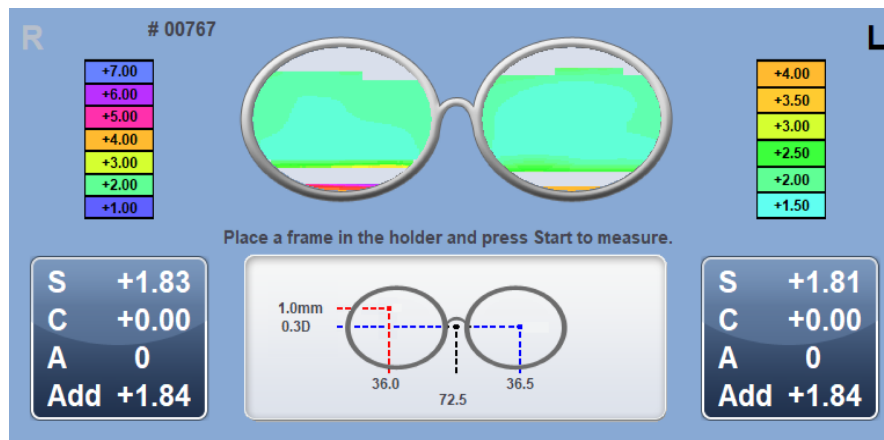 R
# 00767
L
+7.00
+6.00
+5.00
+4.00
+3.00
+2.00
+1.00
+4.00
+3.50
+3.00
+2.50
+2.00
+1.50
Place a frame in the holder and press Start to measure.
S +1.83
C +0.00
A 0
Add +1.84
1.0mm
0.3D
36.0
36.5
72.5
S +1.81
C +0.00
A 0
Add +1.84